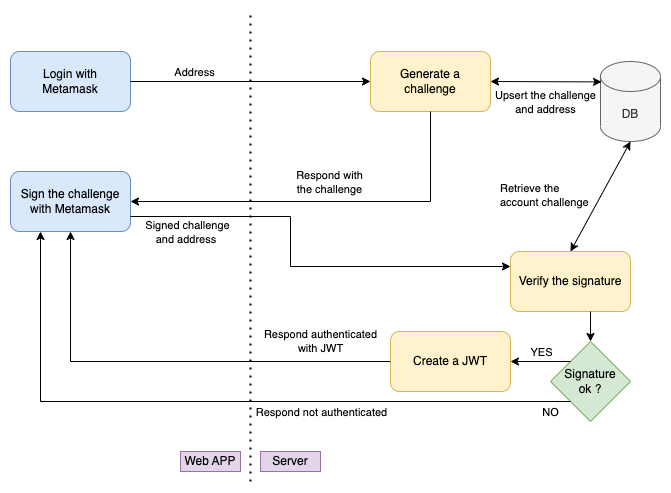 Login with
Metamask
Address
Generate a
challenge
Upsert the challenge
and address
DB
Respond with
the challenge
Sign the challenge
with Metamask
Retrieve the
account challenge
Signed challenge
and address
Verify the signature
Respond authenticated
with JWT
Create a JWT
YES
Signature
ok ?
Respond not authenticated
NO
Web APP
Server